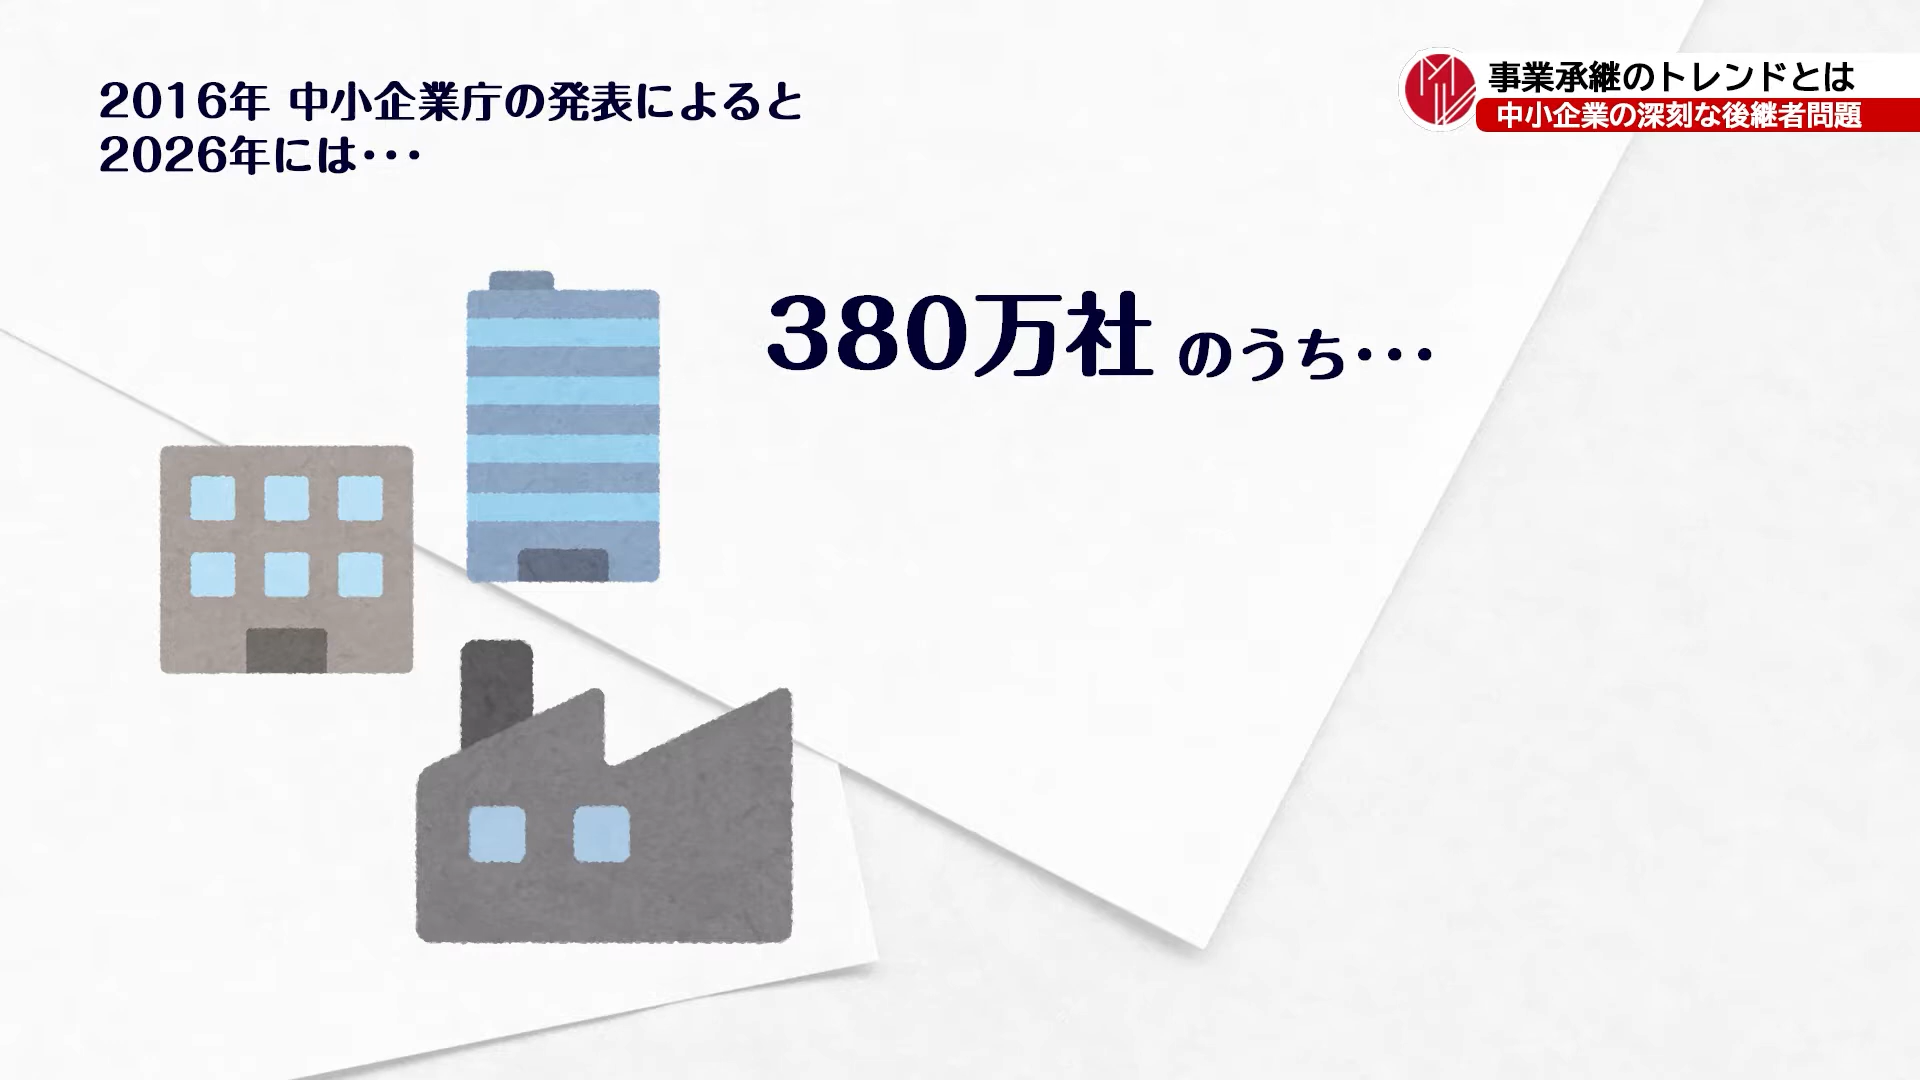 2016年 中小企業庁の発表によると
2026年には･･･
事業承継のトレンドとは
中小企業の深刻な後継者問題
380万社 のうち･･･